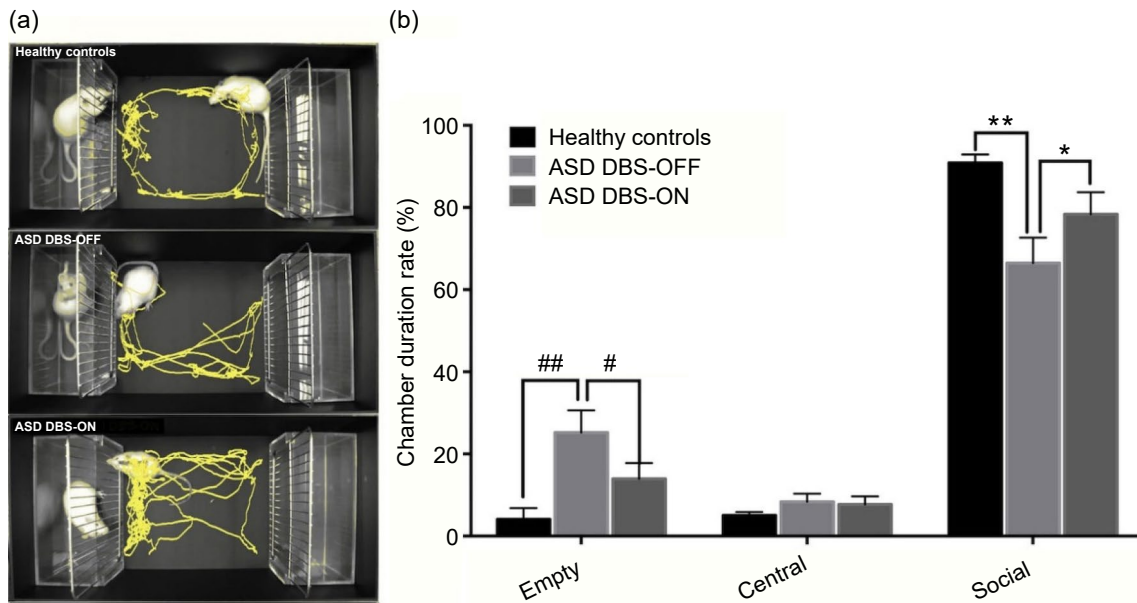 (a)
Healthy controls
ASD DBS-OFF
ASD DBS-ON
(b)
Chamber duration rate (%)
100
80
60
40
20
0
Healthy controls
ASD DBS-OFF
ASD DBS-ON
##
#
**
*
Empty
Central
Social